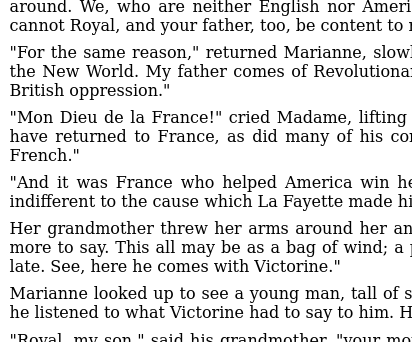 around. We, who are neither English nor Ameri
cannot Royal, and your father, too, be content to
"For the same reason," returned Marianne, slowl
the New World. My father comes of Revolutionar
British oppression."
"Mon Dieu de la France!" cried Madame, lifting
have returned to France, as did many of his co
French."
"And it was France who helped America win he
indifferent to the cause which La Fayette made hi
Her grandmother threw her arms around her an
more to say. This all may be as a bag of wind; a
late. See, here he comes with Victorine."
Marianne looked up to see a young man, tall of s
he listened to what Victorine had to say to him. H
"Royal, my son," said his grandmother, "your mo